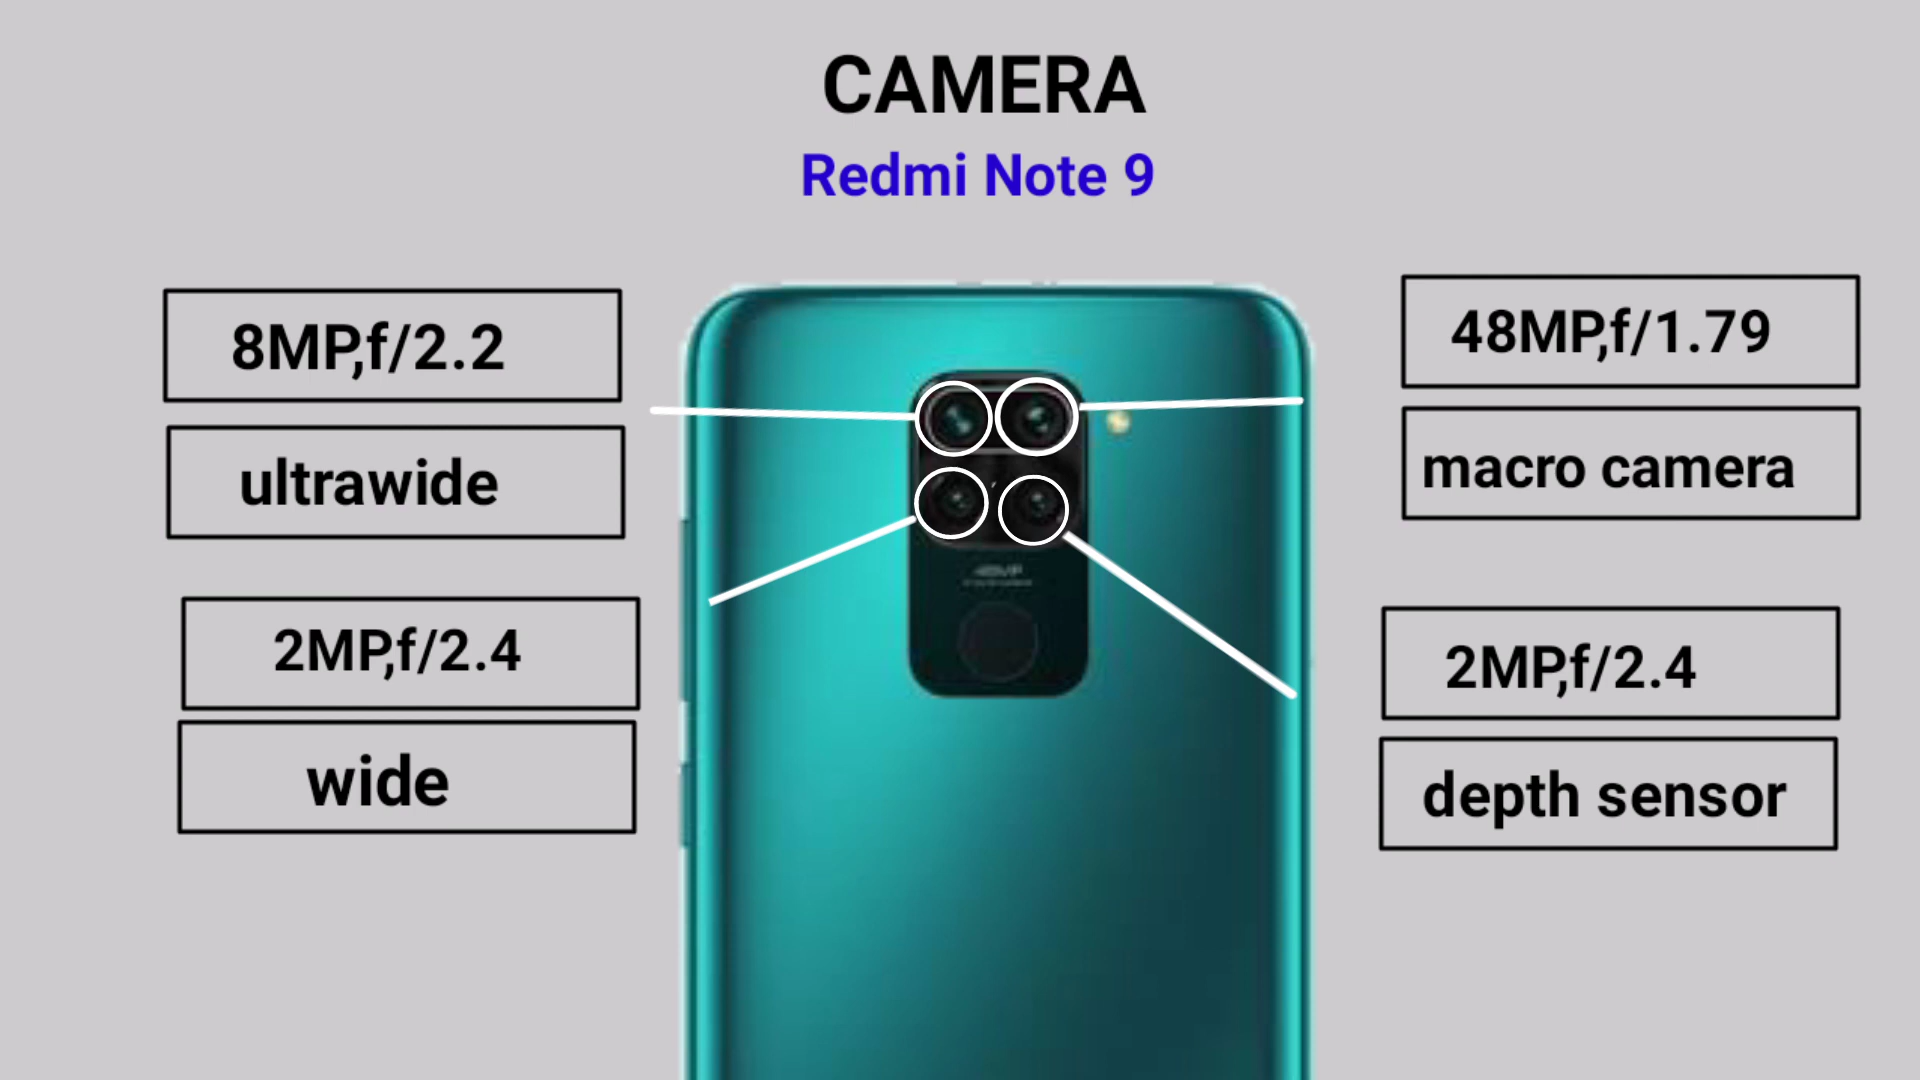 CAMERA
Redmi Note 9
8MP,f/2.2
ultrawide
2MP,f/2.4
wide
48MP,f/1.79
macro camera
2MP,f/2.4
depth sensor
48MP